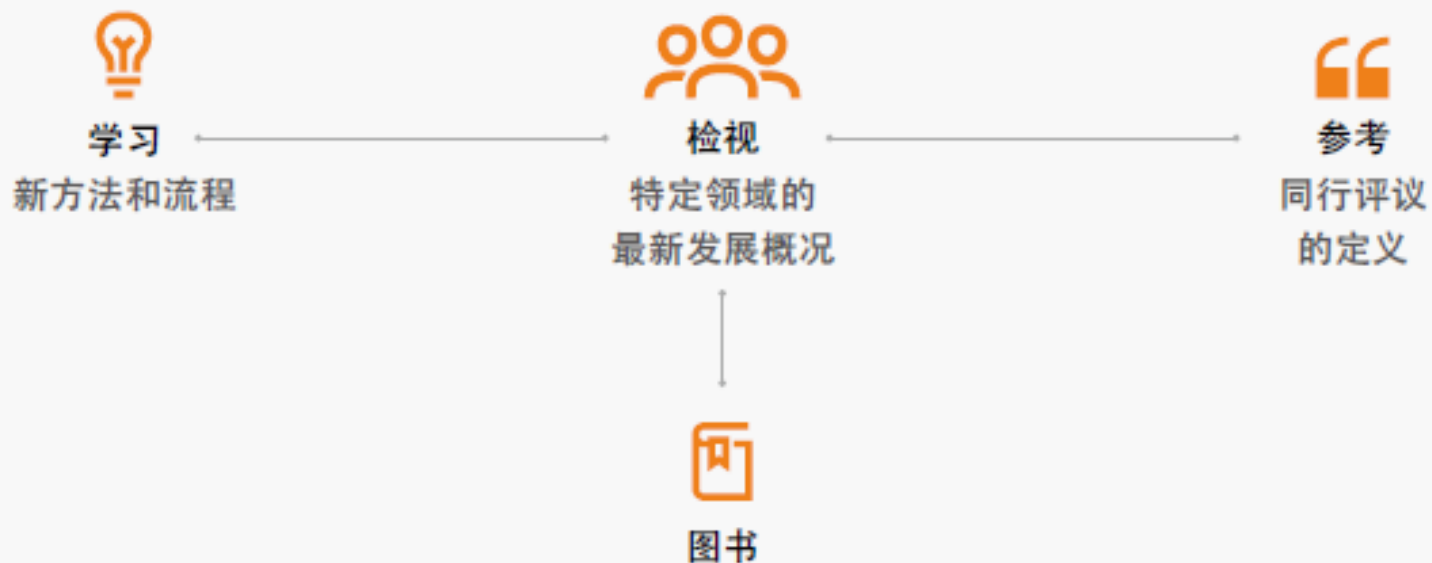 学习
新方法和流程
检视
特定领域的
最新发展概况
参考
同行评议
的定义
图书